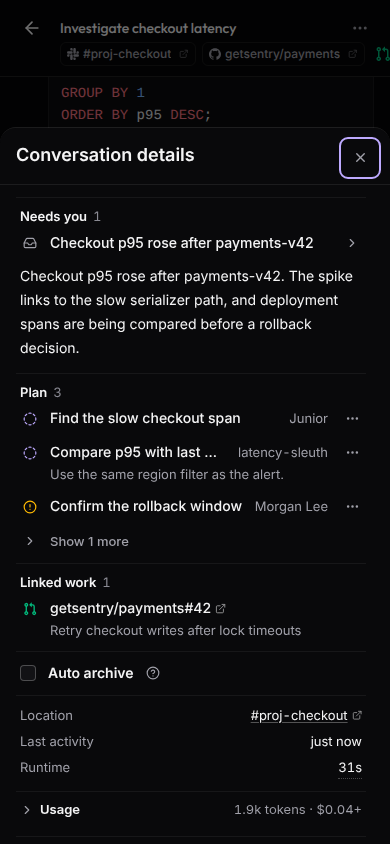 Investigate checkout latency
#proj-checkout
getsentry/payments
GROUP BY 1
ORDER BY p95 DESC;
Conversation details
Needs you 1
Checkout p95 rose after payments-v42
Checkout p95 rose after payments-v42. The spike
links to the slow serializer path, and deployment
spans are being compared before a rollback
decision.
Plan 3
Find the slow checkout span Junior
Compare p95 with last ... latency-sleuth
Use the same region filter as the alert.
Confirm the rollback window Morgan Lee
Show 1 more
Linked work 1
getsentry/payments#42
Retry checkout writes after lock timeouts
Auto archive
Location #proj-checkout
Last activity just now
Runtime 31s
Usage 1.9k tokens · $0.04+